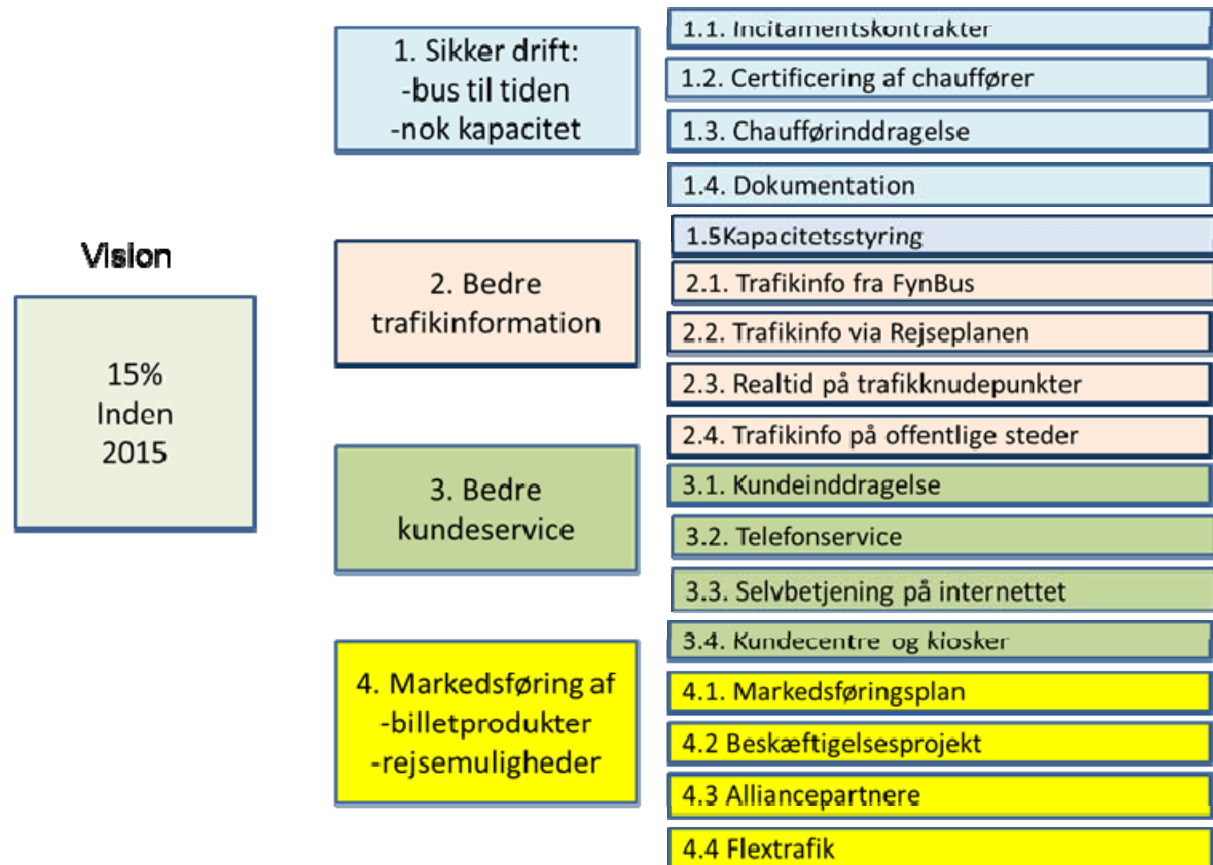 Vision
15%
Inden
2015
1. Sikker drift:
-bus til tiden
-nok kapacitet
2. Bedre
trafikinformation
3. Bedre
kundeservice
4. Markedsføring af
-billetprodukter
-rejsemuligheder
1.1. Incitamentskontrakter
1.2. Certificering af chauffører
1.3. Chaufførinddragelse
1.4. Dokumentation
1.5Kapacitetsstyring
2.1. Trafikinfo fra FynBus
2.2. Trafikinfo via Rejseplanen
2.3. Realtid på trafikknudepunkter
2.4. Trafikinfo på offentlige steder
3.1. Kundeinddragelse
3.2. Telefonservice
3.3. Selvbetjening på internettet
3.4. Kundecentre og kiosker
4.1. Markedsføringsplan
4.2 Beskæftigelsesprojekt
4.3 Alliancepartnere
4.4 Flextrafik